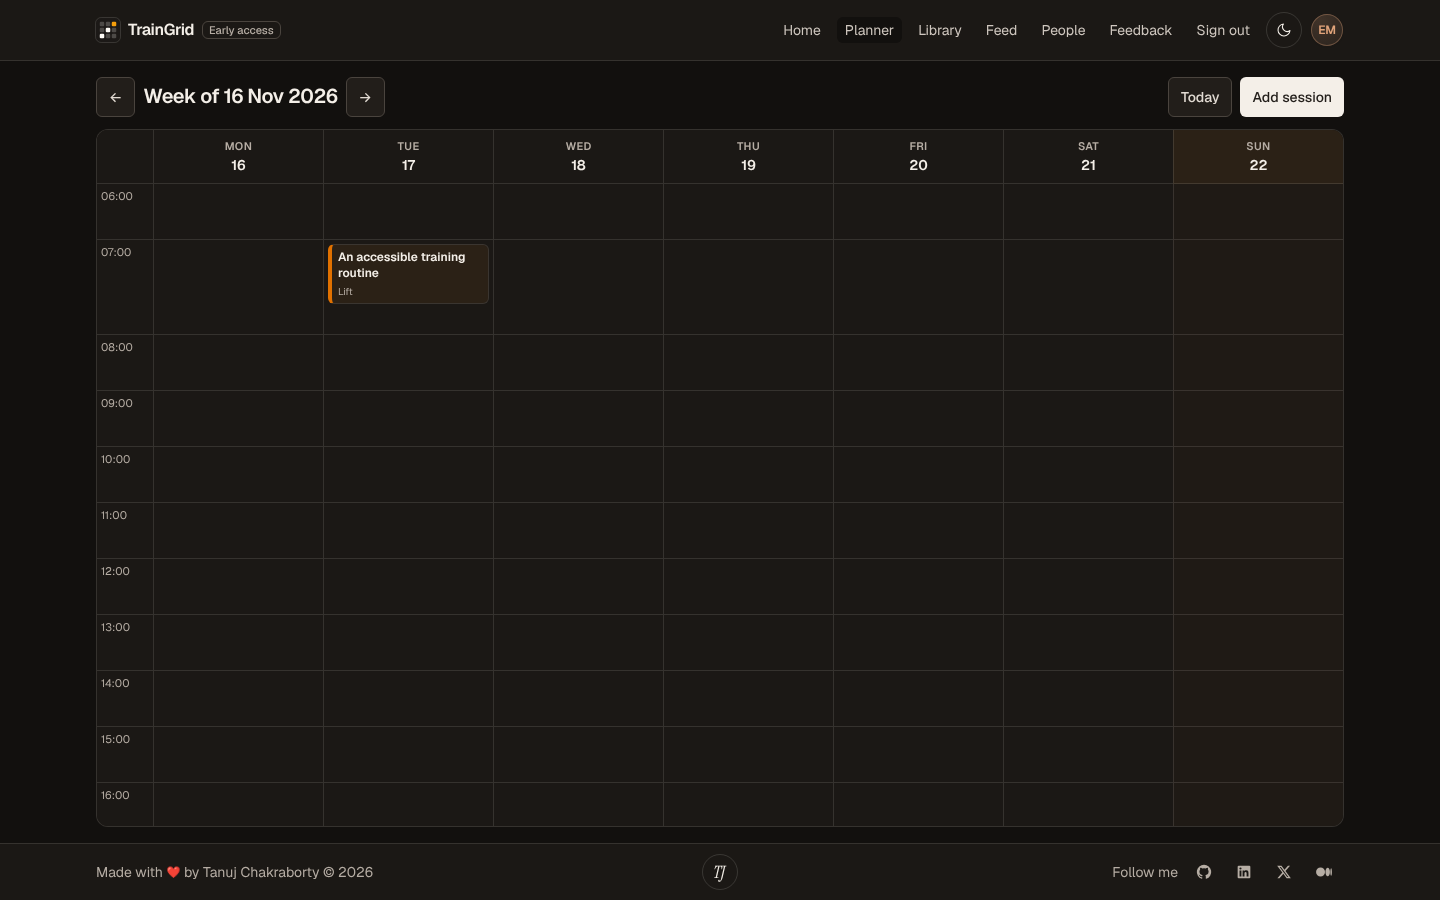 TrainGrid Early access Home Planner Library Feed People Feedback Sign out EM
← Week of 16 Nov 2026 → Today Add session
MON TUE WED THU FRI SAT SUN
16 17 18 19 20 21 22
06:00
07:00
An accessible training
routine
Lift
08:00
09:00
10:00
11:00
12:00
13:00
14:00
15:00
16:00
Made with ❤️ by Tanuj Chakraborty © 2026 TJ Follow me